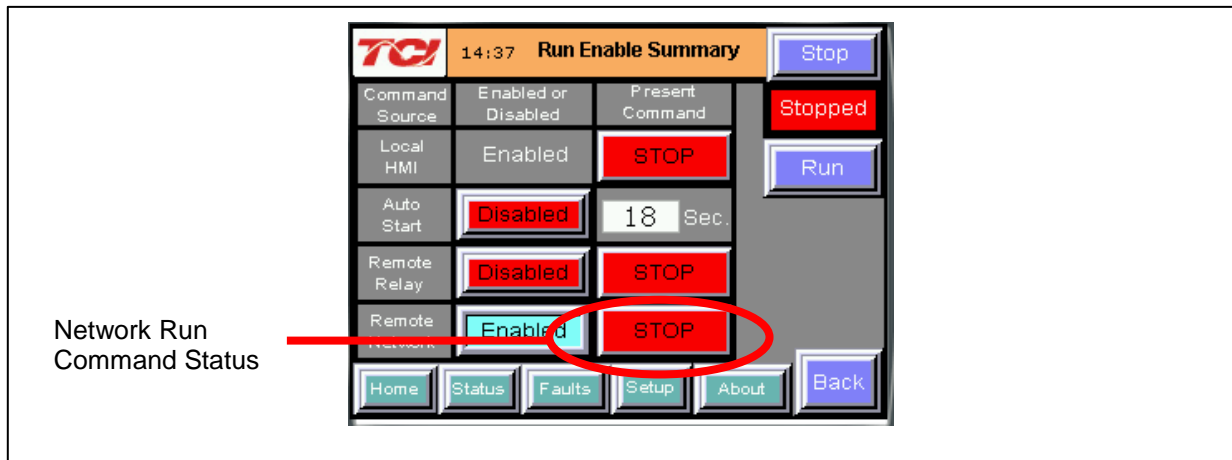 TCI 14:37 Run Enable Summary Stop
Command Source Enabled or Disabled Present Command Stopped
Local HMI Enabled STOP Run
Auto Start Disabled 18 Sec.
Remote Relay Disabled STOP
Remote Enabled STOP
Network Run
Command Status
Home Status Faults Setup About Back